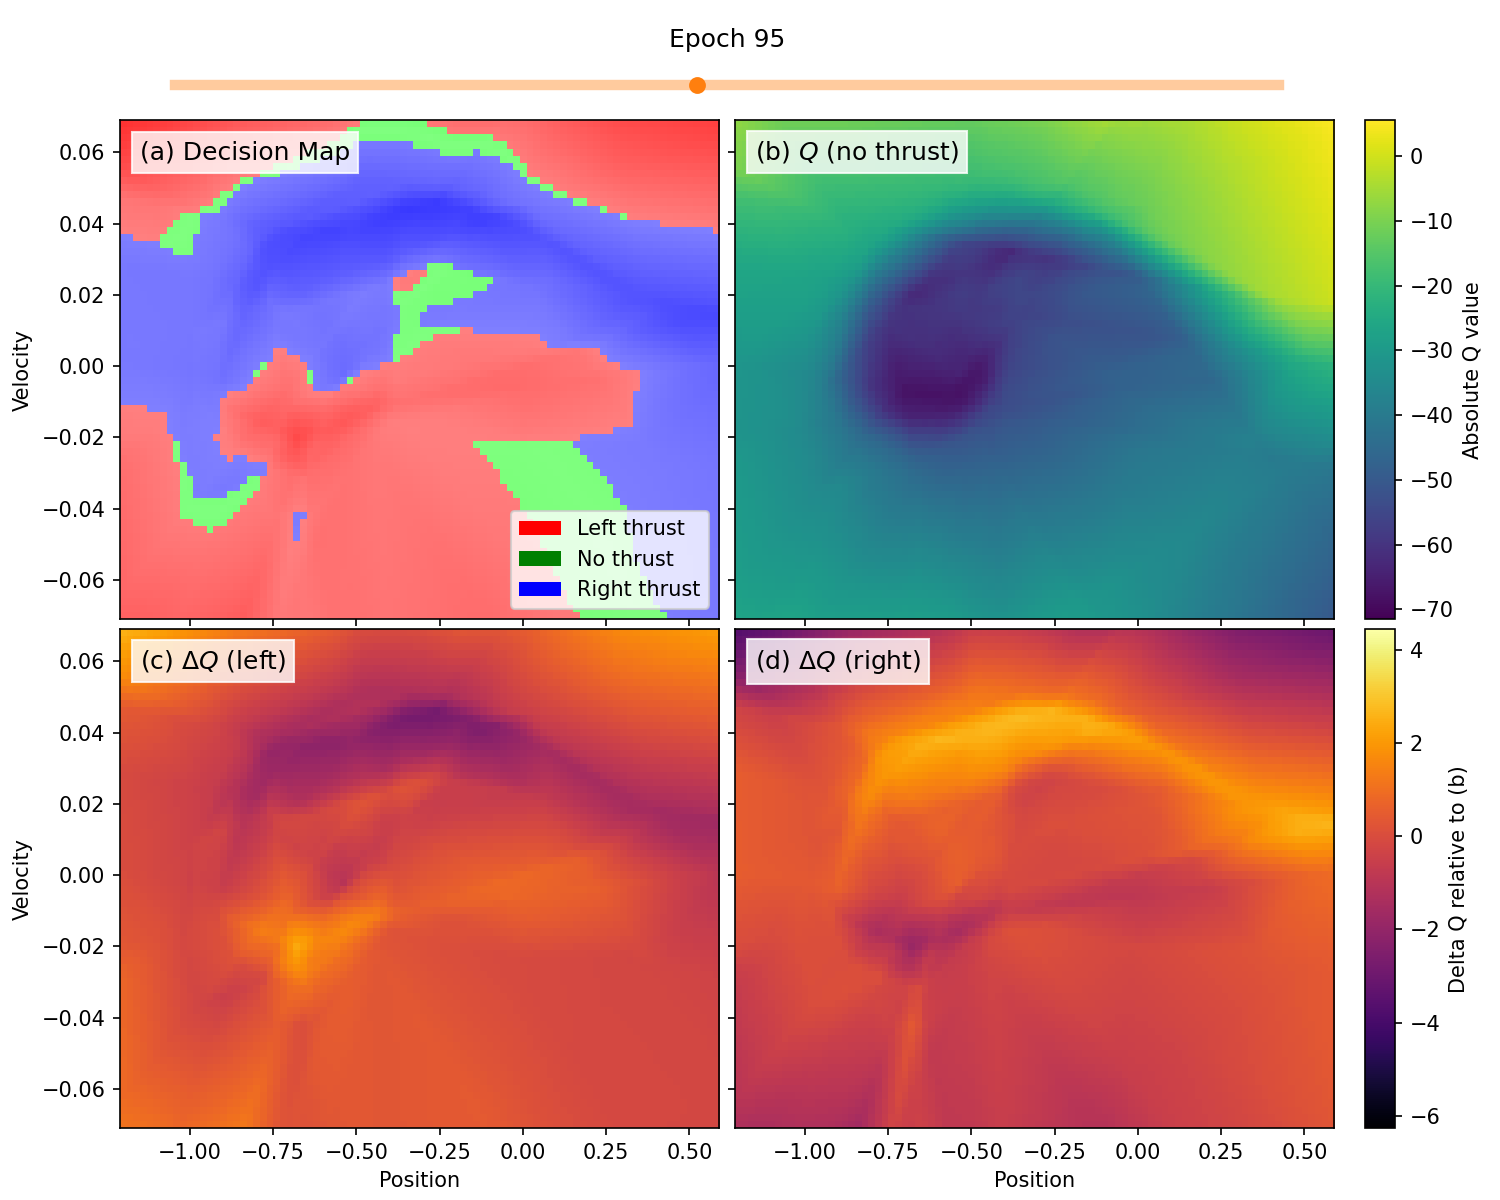 Epoch 95
(a) Decision Map
(b) Q (no thrust)
0.06
0.04
0.02
0.00
−0.02
−0.04
−0.06
Velocity
Left thrust
No thrust
Right thrust
0
−10
−20
−30
−40
−50
−60
−70
Absolute Q value
(c) ΔQ (left)
(d) ΔQ (right)
0.06
0.04
0.02
0.00
−0.02
−0.04
−0.06
Velocity
4
2
0
−2
−4
−6
Delta Q relative to (b)
−1.00 −0.75 −0.50 −0.25 0.00 0.25 0.50
Position
−1.00 −0.75 −0.50 −0.25 0.00 0.25 0.50
Position